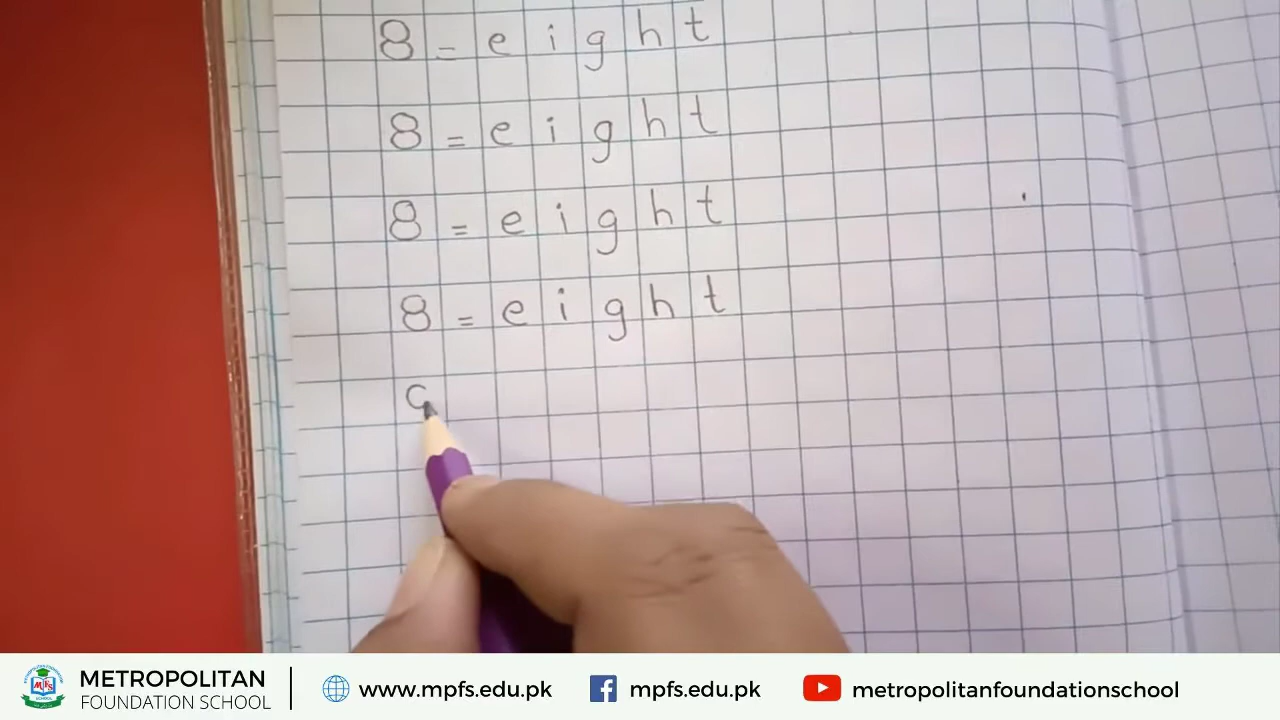 8 = eight
8 = eight
8 = eight
8 = eight
METROPOLITAN
FOUNDATION SCHOOL
www.mpfs.edu.pk
mpfs.edu.pk
metropolitanfoundationschool